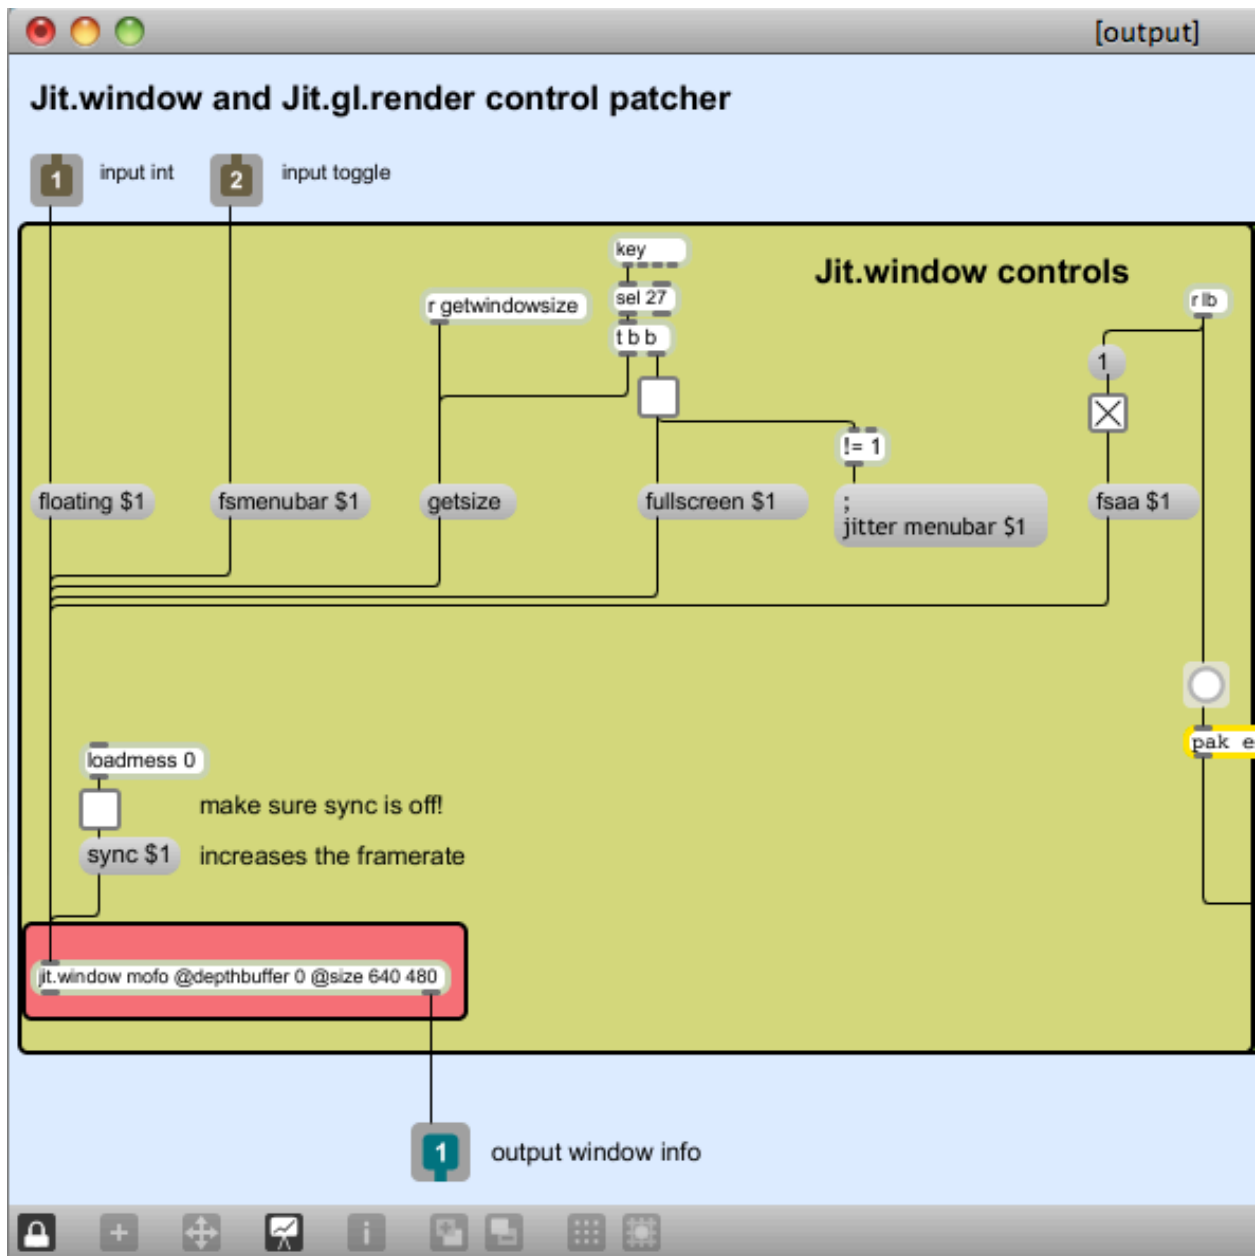 [output]
Jit.window and Jit.gl.render control patcher
1 input int 2 input toggle
key
Jit.window controls
r getwindowsize
sel 27
r lb
t b b
1
!= 1
floating $1
fsmenubar $1
getsize
fullscreen $1
;
jitter menubar $1
fsaa $1
loadmess 0
pak e
make sure sync is off!
sync $1
increases the framerate
jit.window mofo @depthbuffer 0 @size 640 480
1 output window info